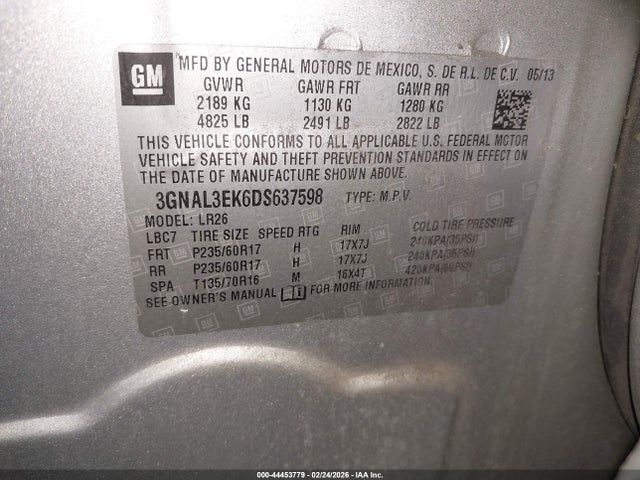 GM
MFD BY GENERAL MOTORS DE MEXICO, S. DE R.L. DE C.V. 05/13
GVWR GAWR FRT GAWR RR
2189 KG 1130 KG 1280 KG
4825 LB 2491 LB 2822 LB
THIS VEHICLE CONFORMS TO ALL APPLICABLE U.S. FEDERAL MOTOR
VEHICLE SAFETY AND THEFT PREVENTION STANDARDS IN EFFECT ON
THE DATE OF MANUFACTURE SHOWN ABOVE.
3GNAL3EK6DS637598 TYPE: M.P.V.
MODEL: LR26
LBC7 TIRE SIZE SPEED RTG RIM COLD TIRE PRESSURE
FRT P235/60R17 H 17X7J 240KPA(35PSI)
RR P235/60R17 H 17X7J 240KPA(35PSI)
SPA T135/70R16 M 16X4T 420KPA(60PSI)
SEE OWNER'S MANUAL FOR MORE INFORMATION.
000-44453779 - 02/24/2026 - IAA Inc.